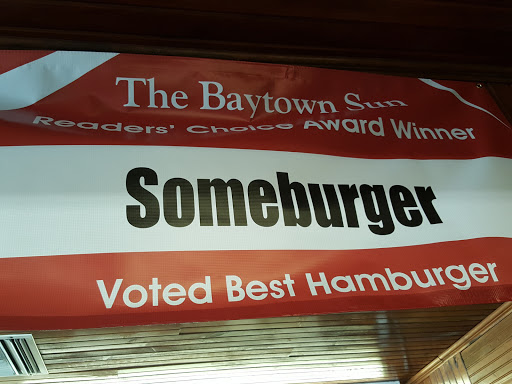 The Baytown Sun
Readers' Choice Award Winner
Someburger
Voted Best Hamburger